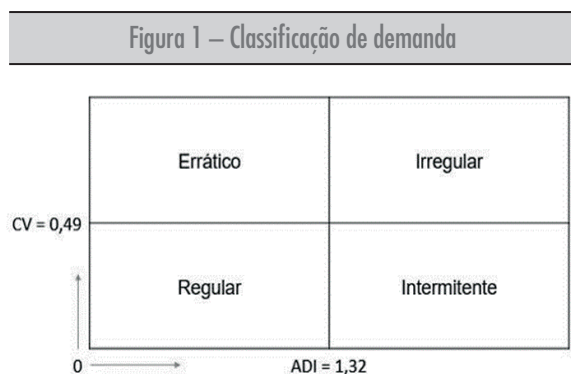 Figura 1 – Classificação de demanda
Errático
Irregular
CV = 0,49
Regular
Intermitente
0
ADI = 1,32